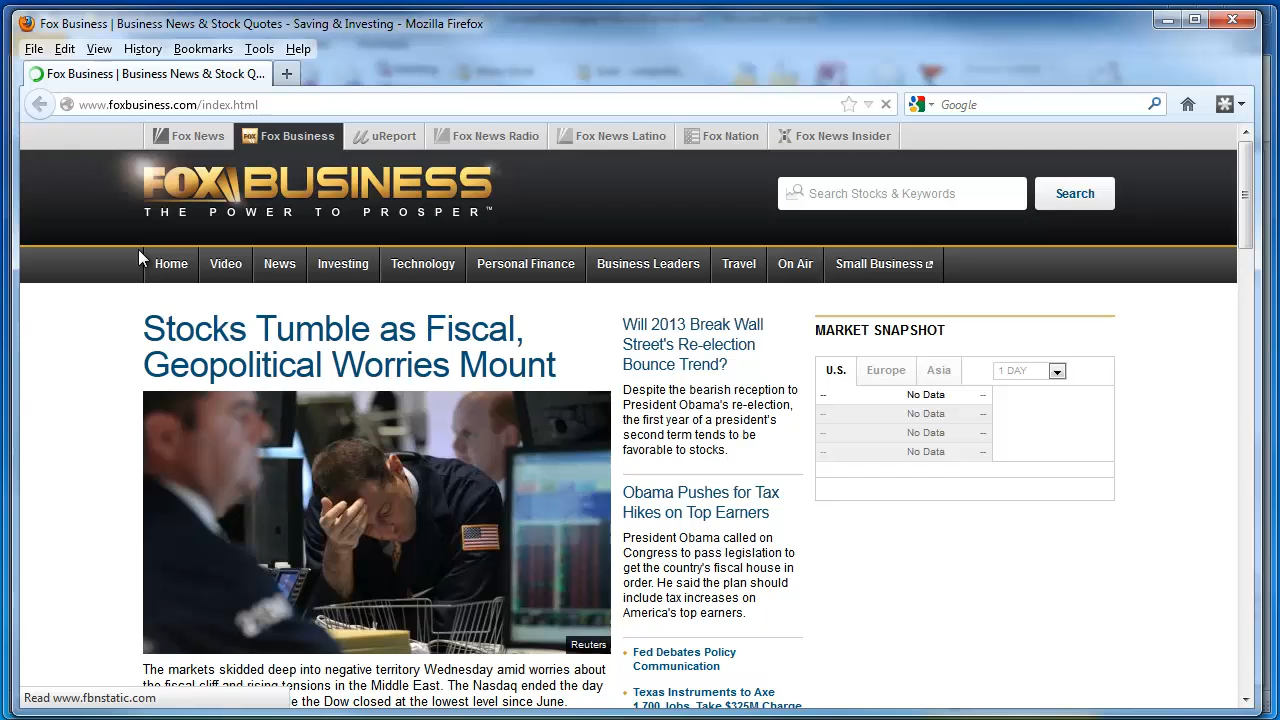 Fox Business | Business News & Stock Quotes - Saving & Investing - Mozilla Firefox
File Edit View History Bookmarks Tools Help
Fox Business | Business News & Stock Q...
www.foxbusiness.com/index.html
Google
Fox News Fox Business uReport Fox News Radio Fox News Latino Fox Nation Fox News Insider
FOX BUSINESS
THE POWER TO PROSPER™
Search Stocks & Keywords
Search
Home Video News Investing Technology Personal Finance Business Leaders Travel On Air Small Business
Stocks Tumble as Fiscal,
Geopolitical Worries Mount
Reuters
The markets skidded deep into negative territory Wednesday amid worries about
the fiscal cliff and rising tensions in the Middle East. The Nasdaq ended the day
e the Dow closed at the lowest level since June.
Will 2013 Break Wall
Street's Re-election
Bounce Trend?
Despite the bearish reception to
President Obama's re-election,
the first year of a president's
second term tends to be
favorable to stocks.
Obama Pushes for Tax
Hikes on Top Earners
President Obama called on
Congress to pass legislation to
get the country's fiscal house in
order. He said the plan should
include tax increases on
America's top earners.
Fed Debates Policy
Communication
Texas Instruments to Axe
1,700 Jobs, Take $325M Charge
MARKET SNAPSHOT
U.S. Europe Asia 1 DAY
-- No Data --
-- No Data --
-- No Data --
-- No Data --
Read www.fbnstatic.com